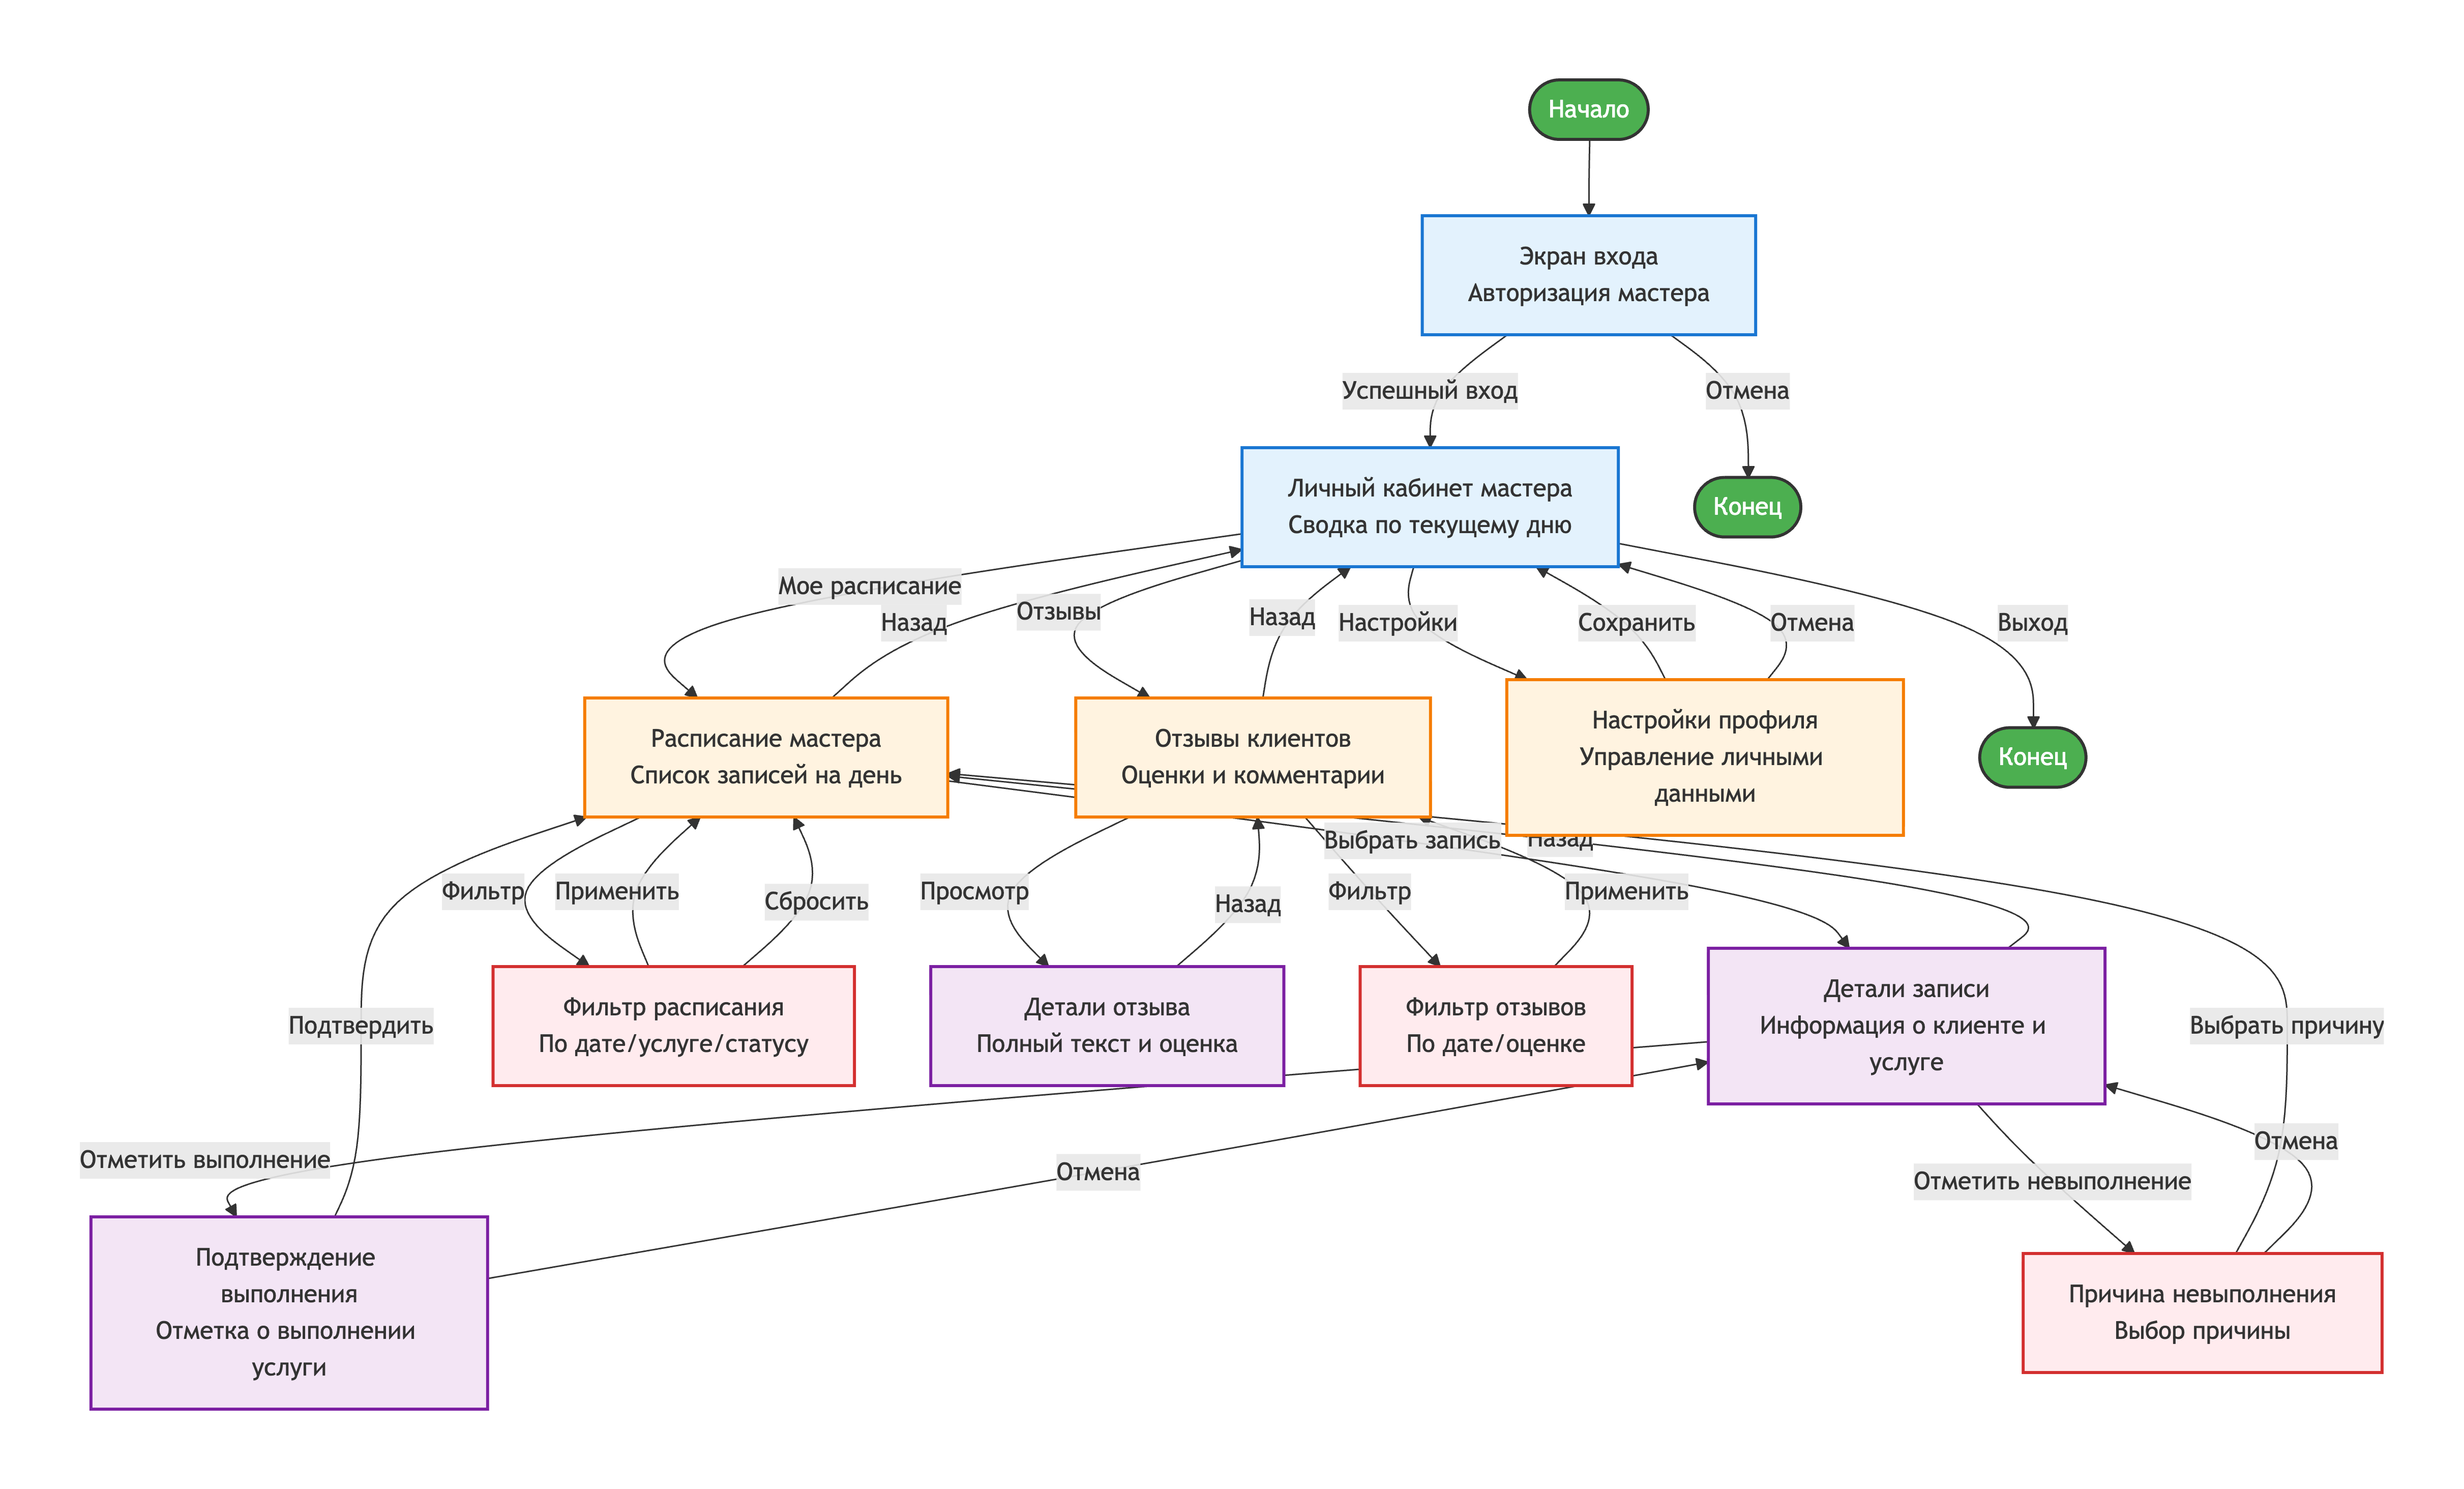 Начало
Экран входа
Авторизация мастера
Успешный вход
Отмена
Личный кабинет мастера
Сводка по текущему дню
Конец
Мое расписание
Назад
Отзывы
Назад
Настройки
Сохранить
Отмена
Выход
Расписание мастера
Список записей на день
Отзывы клиентов
Оценки и комментарии
Настройки профиля
Управление личными
данными
Конец
Выбрать запись
Назад
Фильтр
Применить
Сбросить
Просмотр
Назад
Фильтр
Применить
Фильтр расписания
По дате/услуге/статусу
Детали отзыва
Полный текст и оценка
Фильтр отзывов
По дате/оценке
Детали записи
Информация о клиенте и
услуге
Подтвердить
Выбрать причину
Отметить выполнение
Отмена
Отметить невыполнение
Отмена
Подтверждение
выполнения
Отметка о выполнении
услуги
Причина невыполнения
Выбор причины